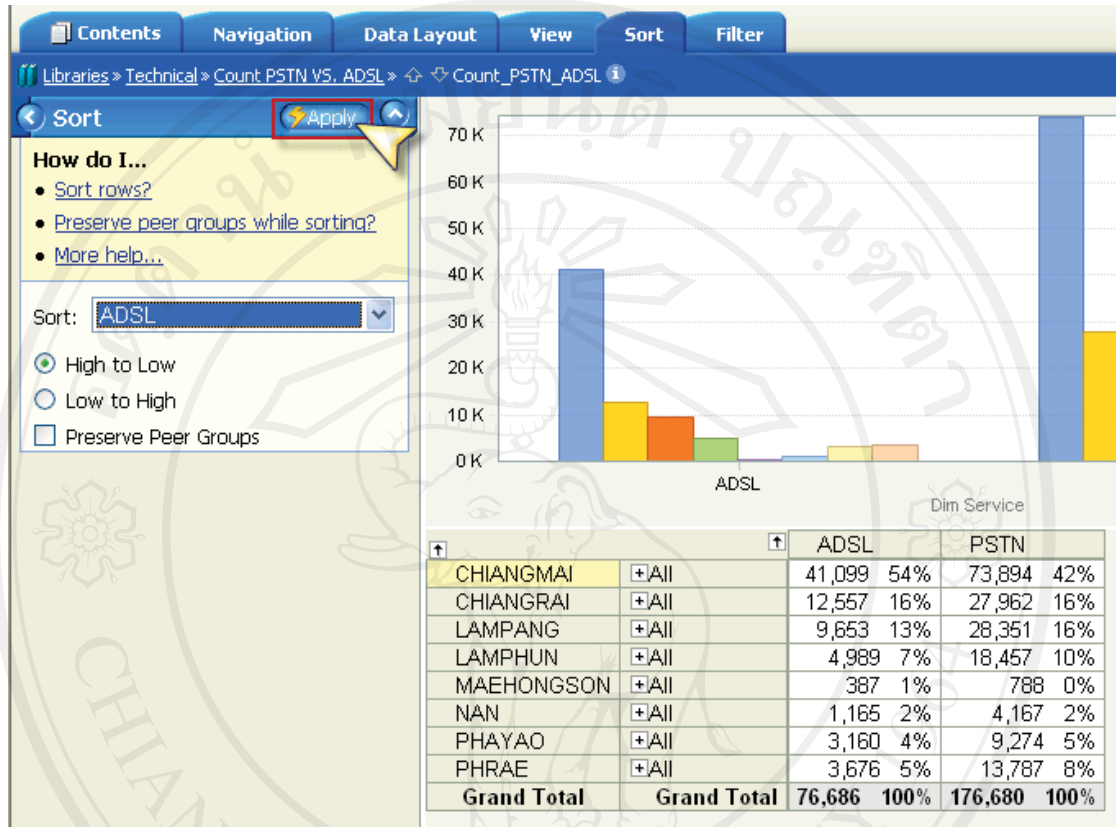 Contents Navigation Data Layout View Sort Filter
Libraries » Technical » Count PSTN VS. ADSL » Count_PSTN_ADSL i
Sort Apply
How do I...
• Sort rows?
• Preserve peer groups while sorting?
• More help...
Sort: ADSL
High to Low
Low to High
Preserve Peer Groups
70 K
60 K
50 K
40 K
30 K
20 K
10 K
0 K
ADSL
Dim Service
ADSL PSTN
CHIANGMAI +All 41,099 54% 73,894 42%
CHIANGRAI +All 12,557 16% 27,962 16%
LAMPANG +All 9,653 13% 28,351 16%
LAMPHUN +All 4,989 7% 18,457 10%
MAEHONGSON +All 387 1% 788 0%
NAN +All 1,165 2% 4,167 2%
PHAYAO +All 3,160 4% 9,274 5%
PHRAE +All 3,676 5% 13,787 8%
Grand Total Grand Total 76,686 100% 176,680 100%
CHIAN